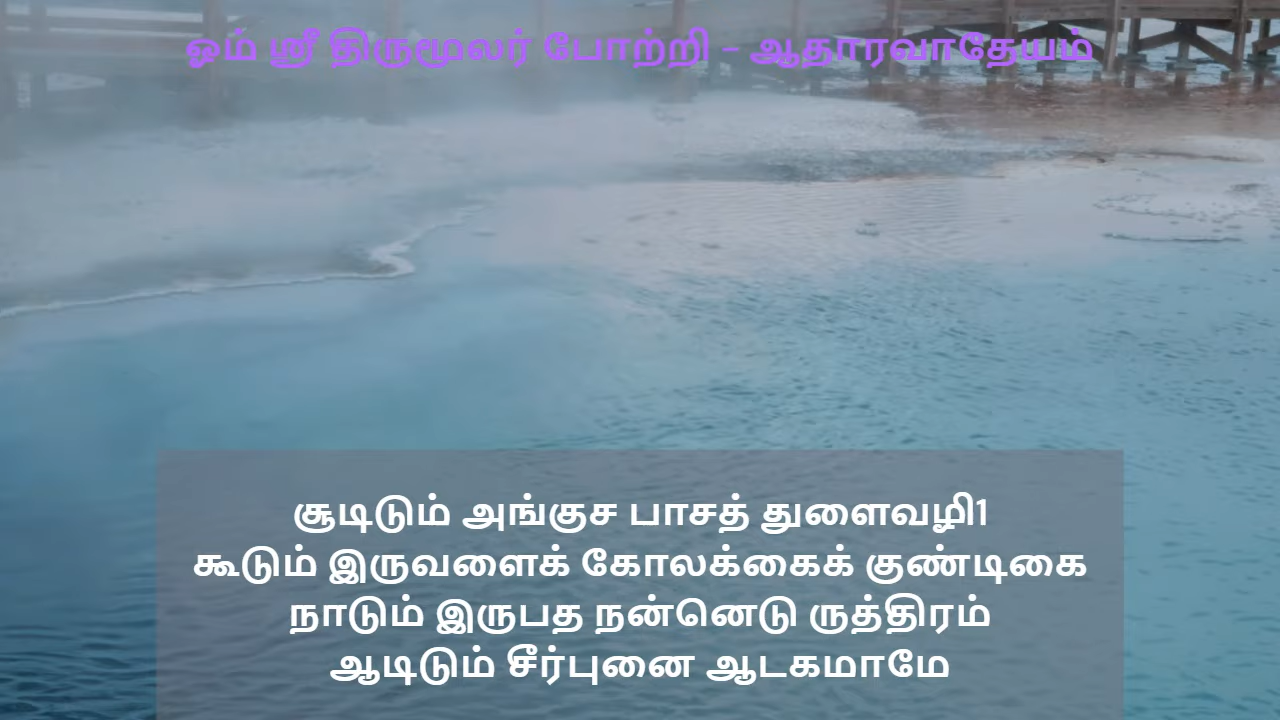 ஓம் ஸ்ரீ திருமூலர் போற்றி - ஆதாரவாதேயம்
சூடிடும் அங்குச பாசத் துளைவழி1
கூடும் இருவளைக் கோலக்கைக் குண்டிகை
நாடும் இருபத நன்னெடு ருத்திரம்
ஆடிடும் சீர்புனை ஆடகமாமே